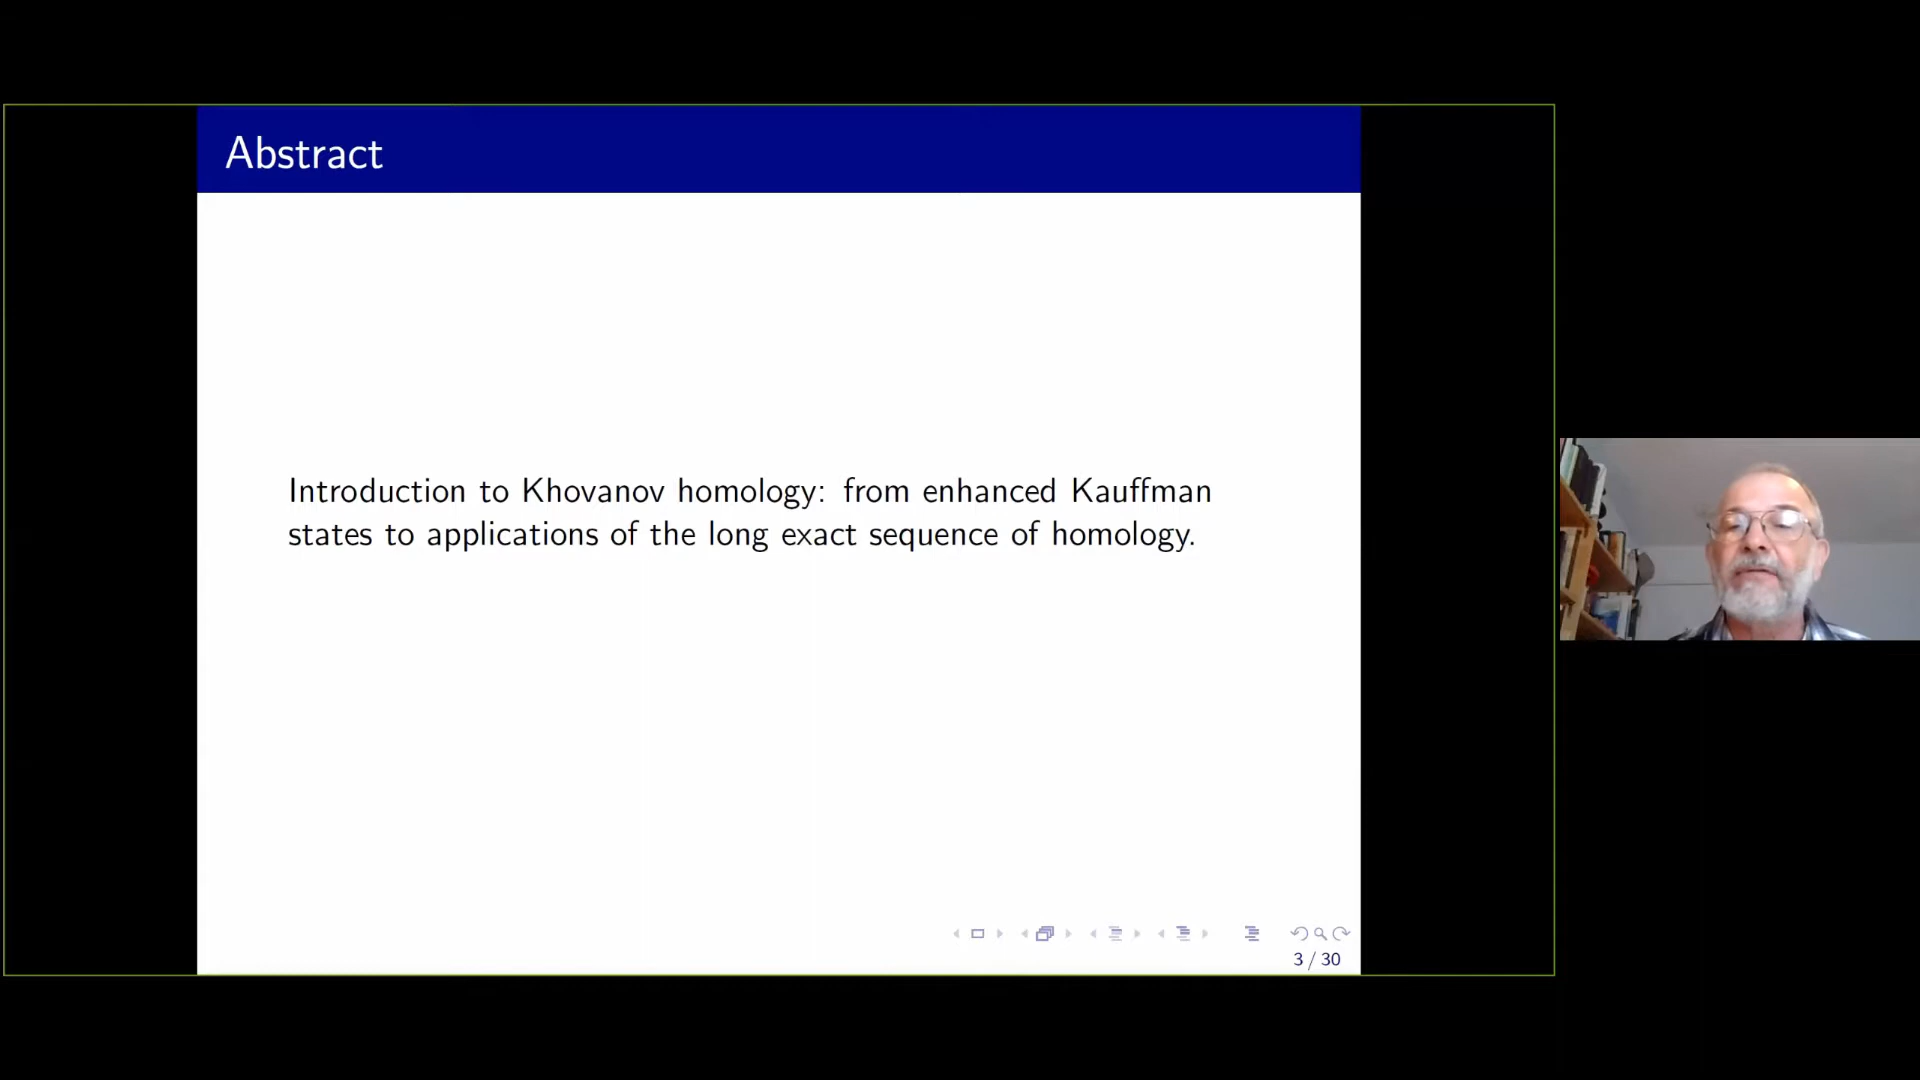 Abstract
Introduction to Khovanov homology: from enhanced Kauffman
states to applications of the long exact sequence of homology.
3 / 30